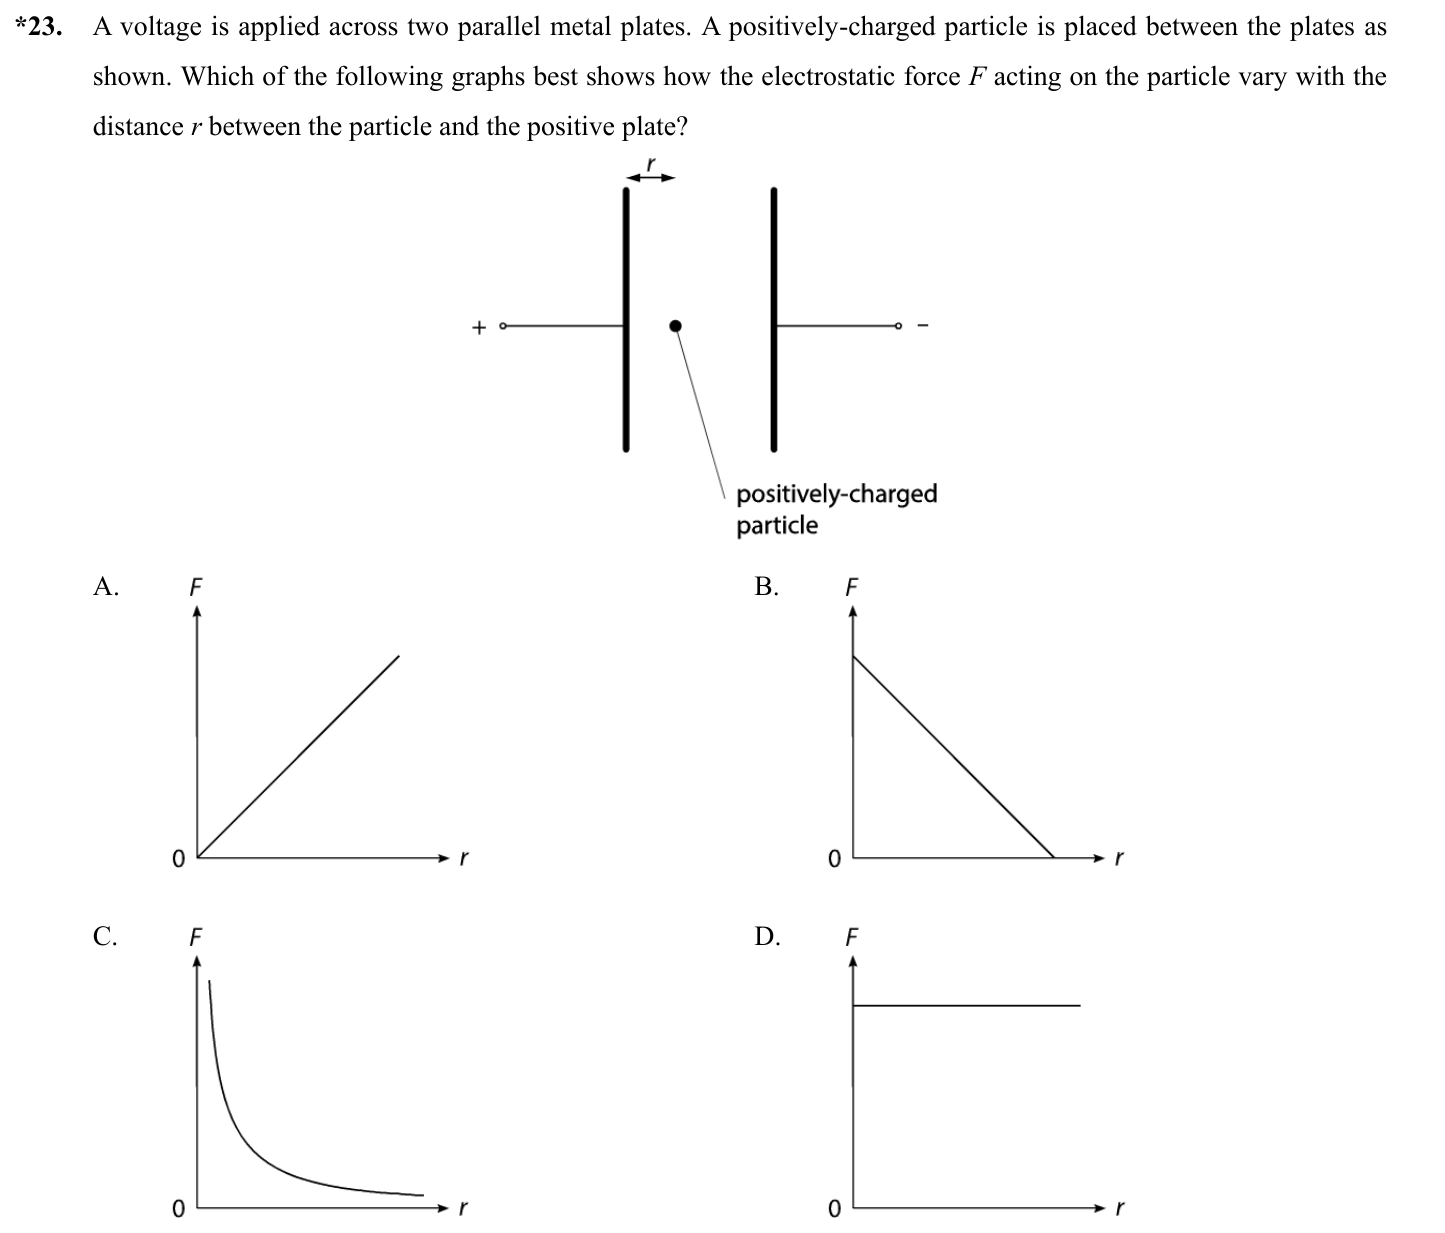 *23. A voltage is applied across two parallel metal plates. A positively-charged particle is placed between the plates as
shown. Which of the following graphs best shows how the electrostatic force F acting on the particle vary with the
distance r between the particle and the positive plate?
r
+ -
positively-charged
particle
A. F
0 r
B. F
0 r
C. F
0 r
D. F
0 r